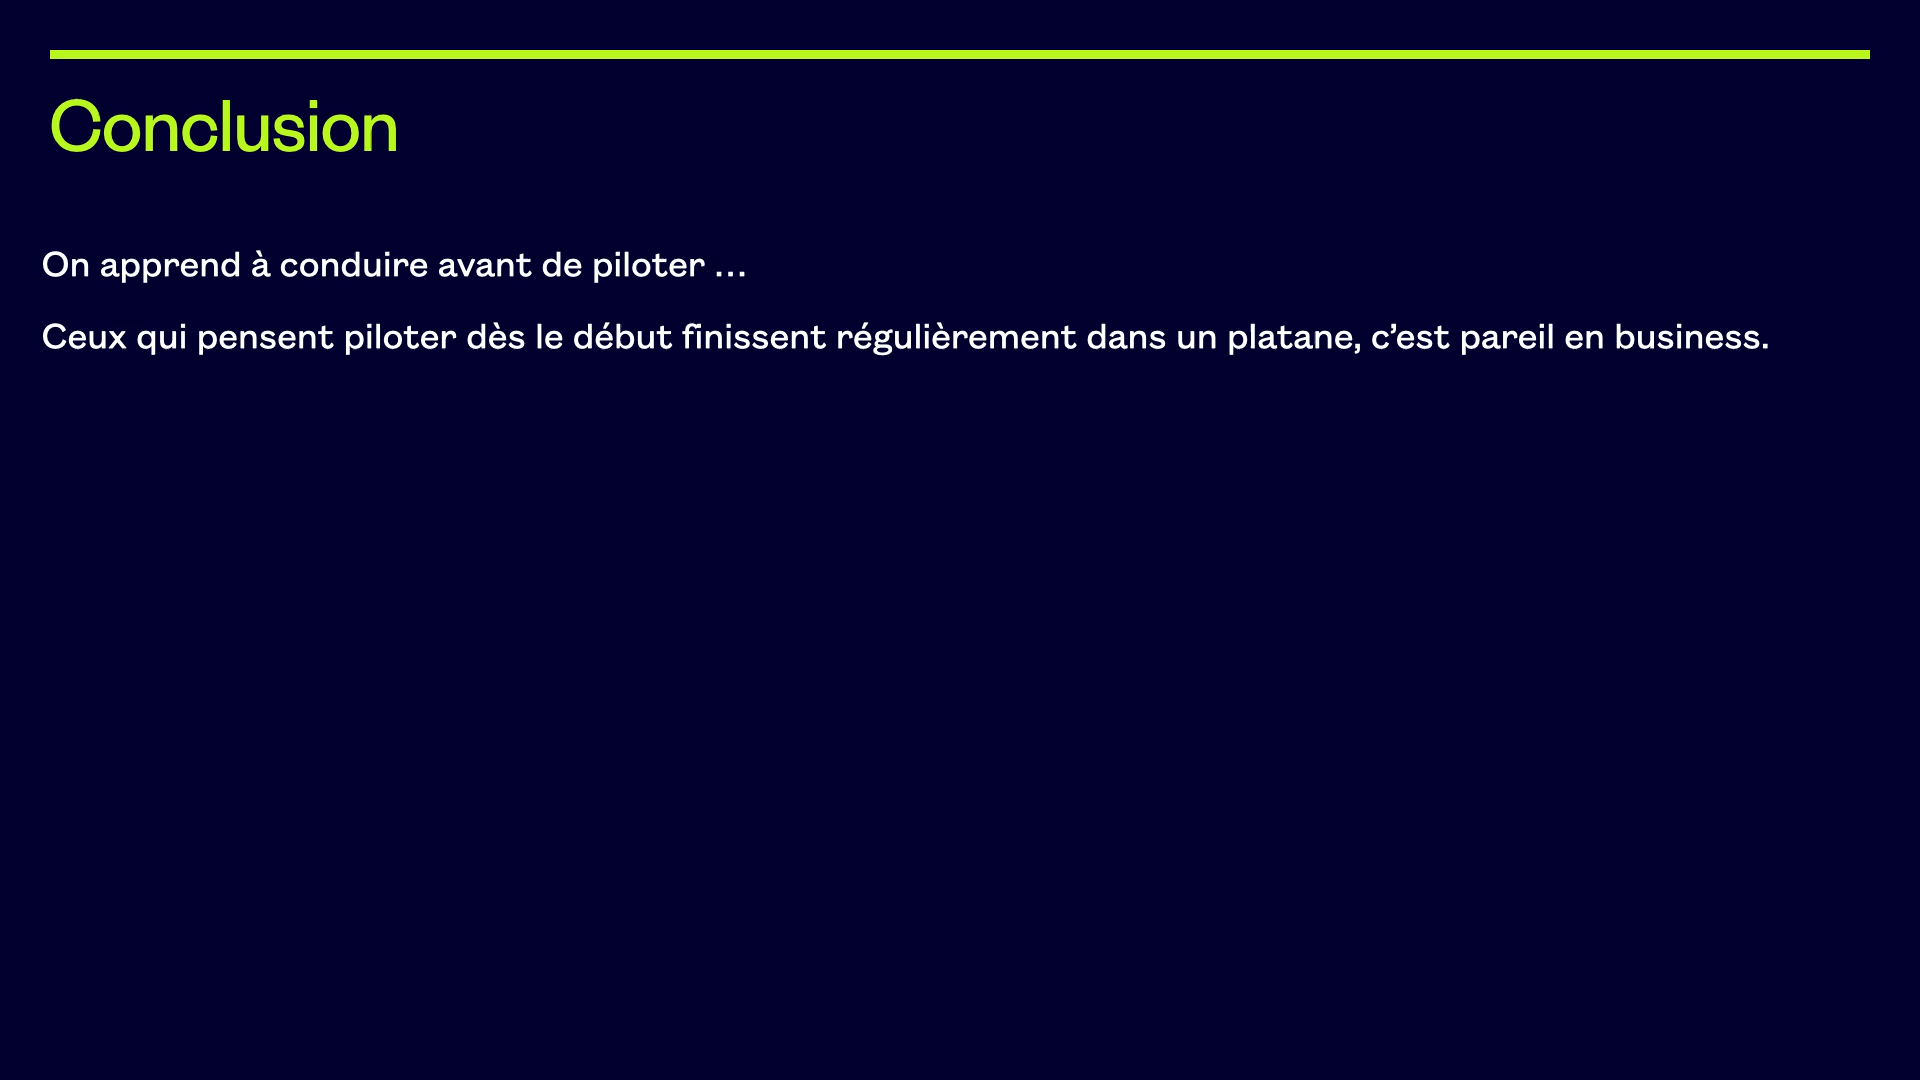 Conclusion
On apprend à conduire avant de piloter …
Ceux qui pensent piloter dès le début finissent régulièrement dans un platane, c’est pareil en business.